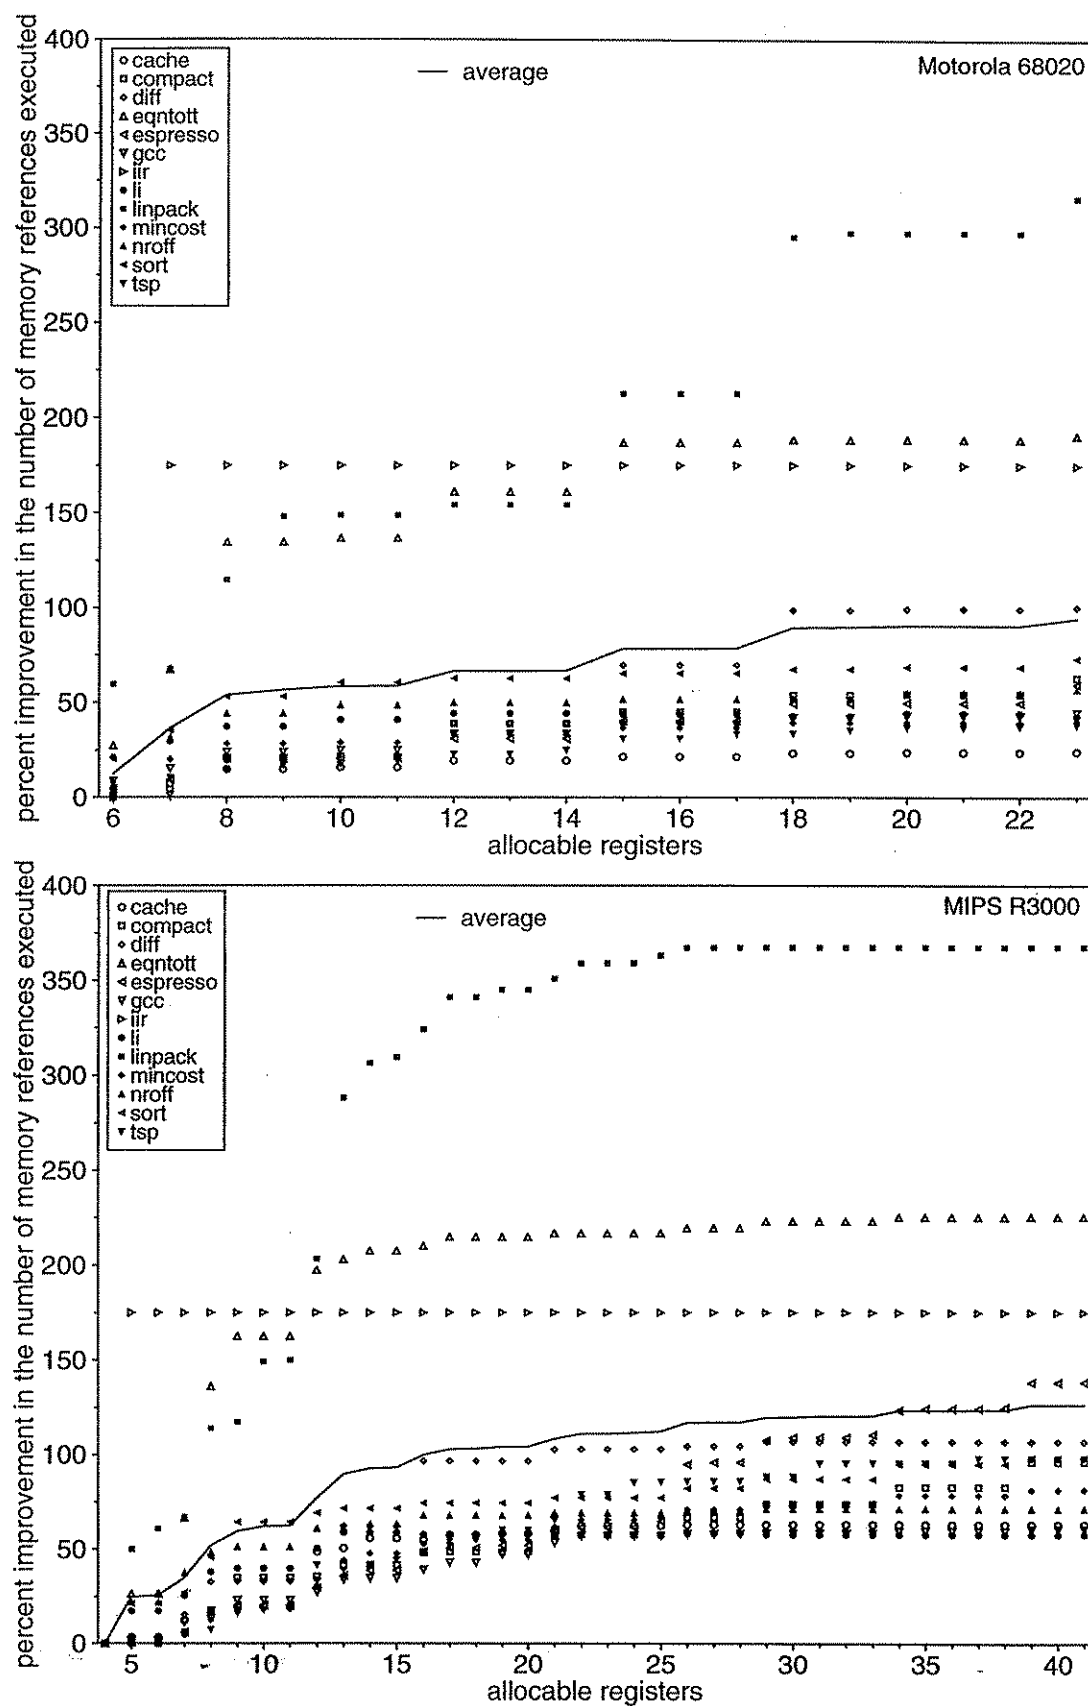 percent improvement in the number of memory references executed
400
350
300
250
200
150
100
50
0
cache
compact
diff
eqntott
espresso
gcc
iir
li
linpack
mincost
nroff
sort
tsp
average
Motorola 68020
6 8 10 12 14 16 18 20 22
allocable registers
percent improvement in the number of memory references executed
400
350
300
250
200
150
100
50
0
cache
compact
diff
eqntott
espresso
gcc
iir
li
linpack
mincost
nroff
sort
tsp
average
MIPS R3000
5 10 15 20 25 30 35 40
allocable registers